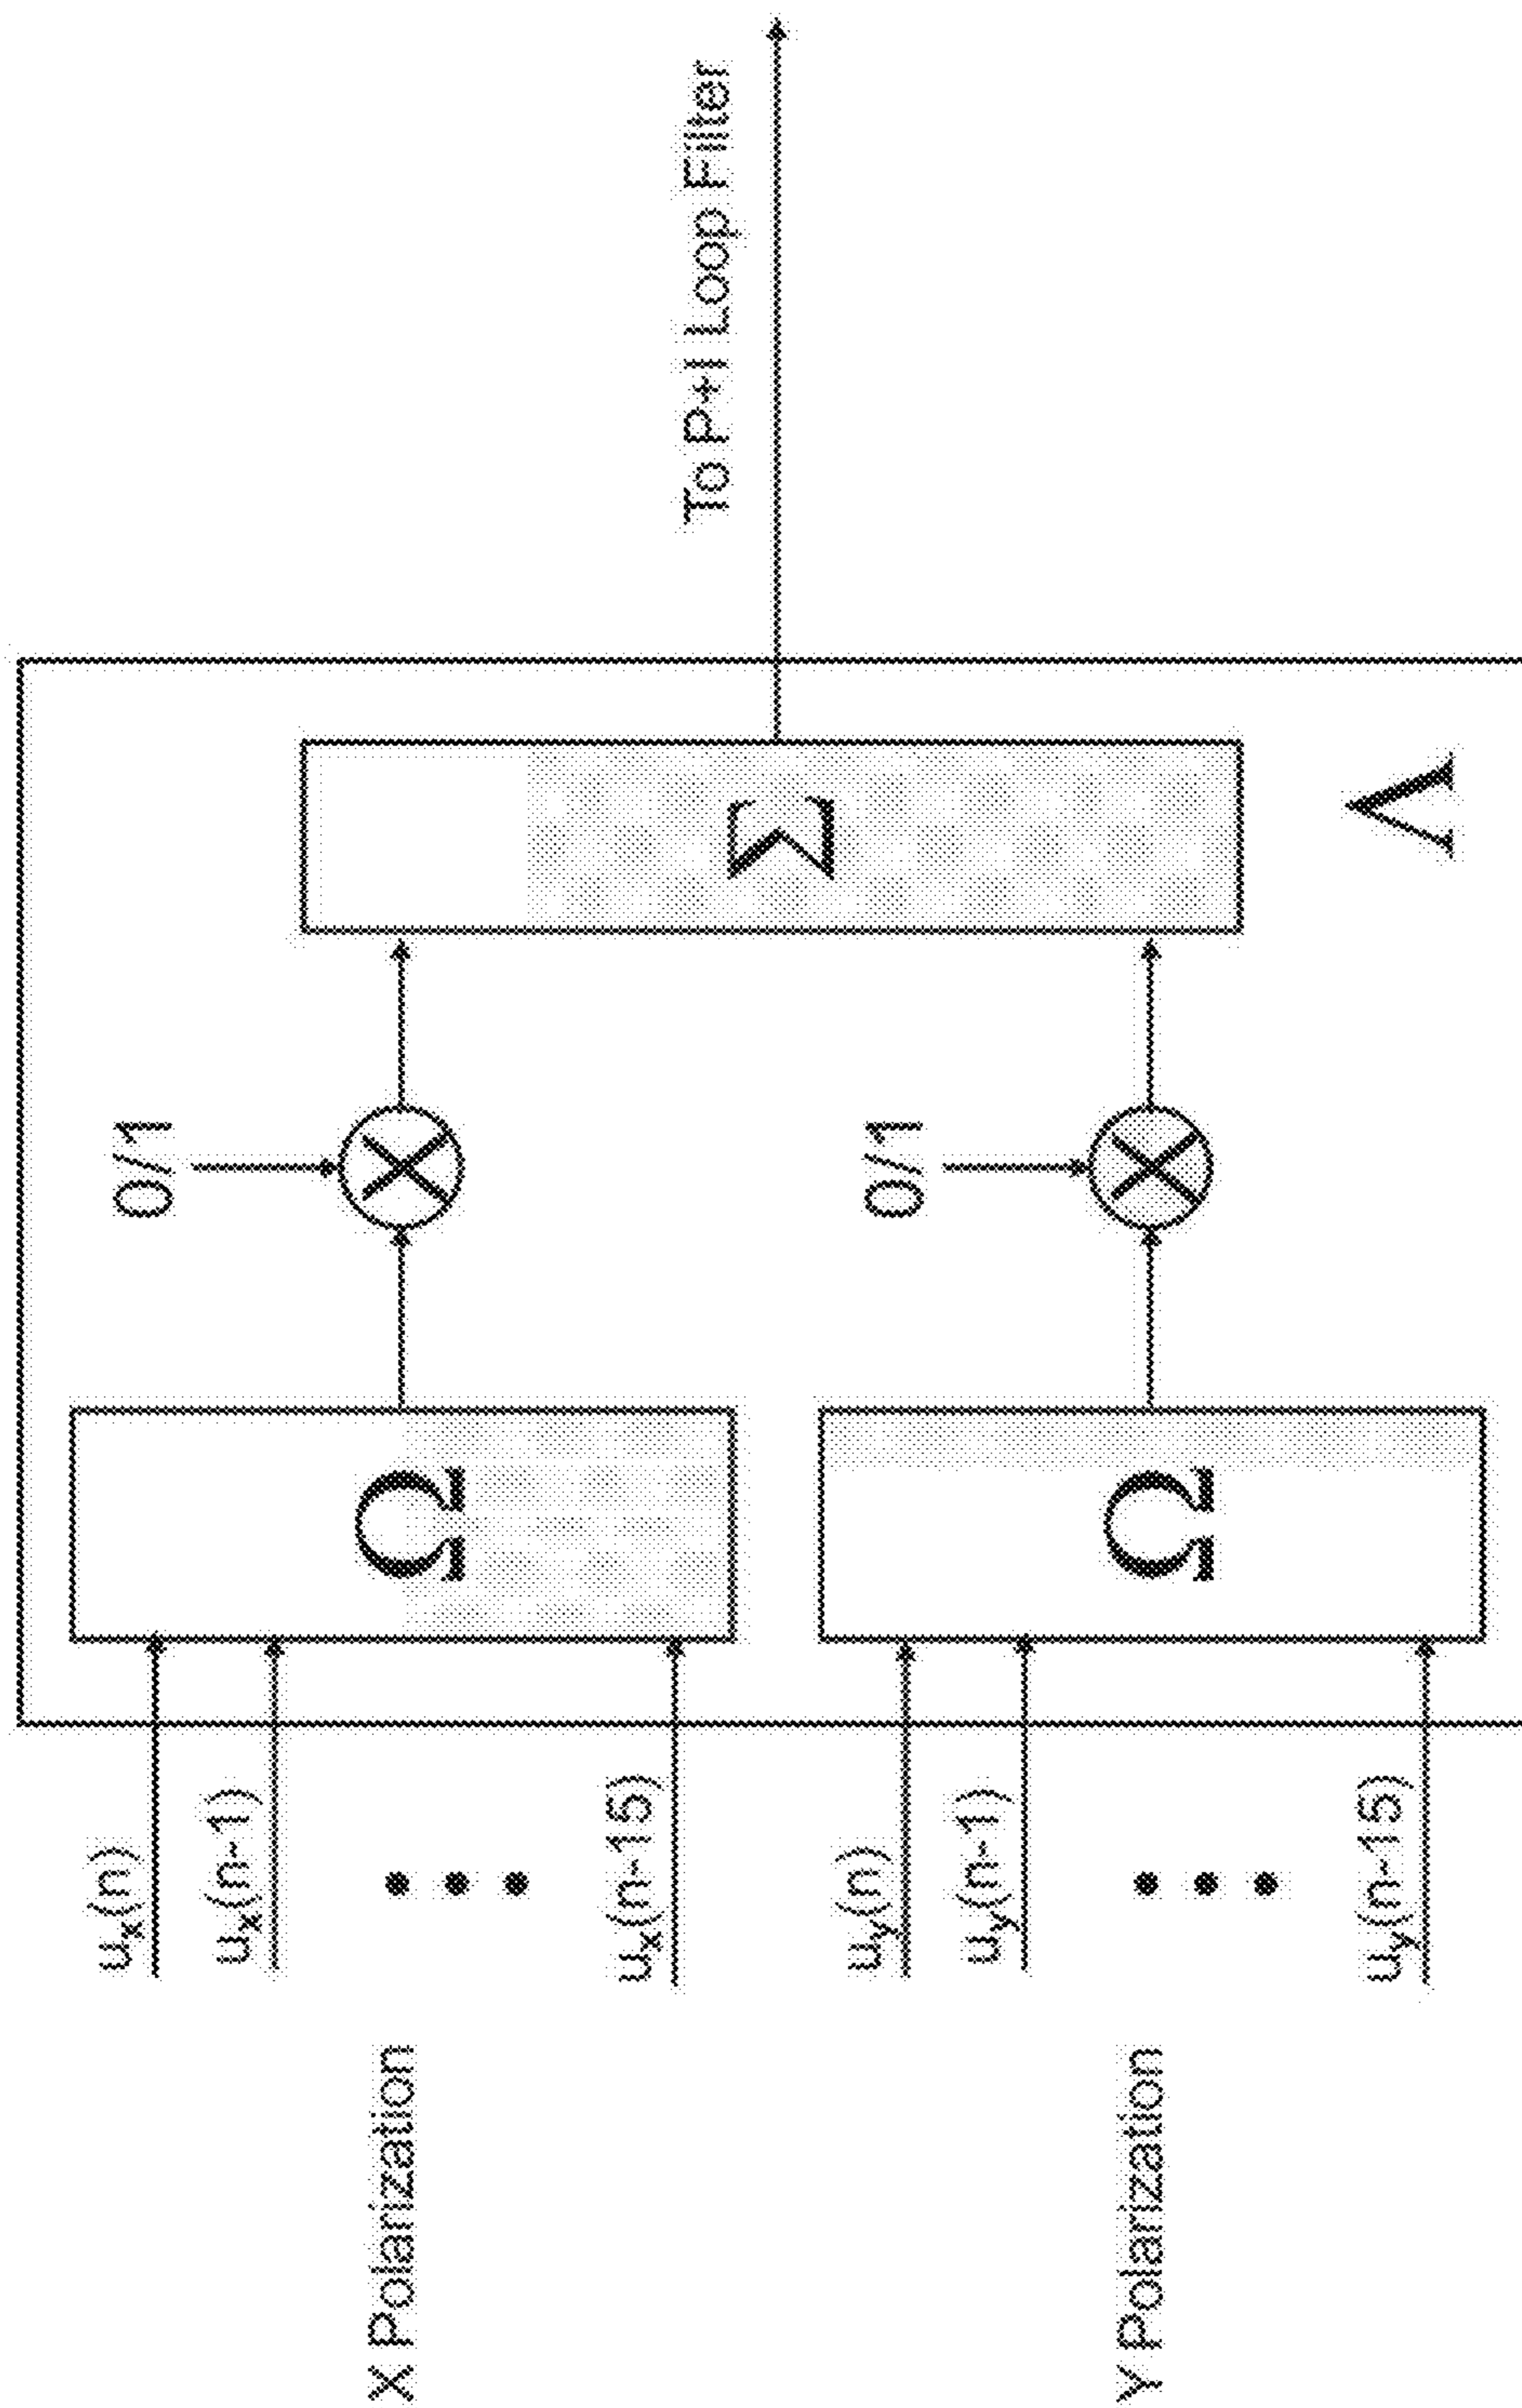 X Polarization
u_x(n)
u_x(n-1)
u_x(n-15)
Ω
0/1
X
Y Polarization
u_y(n)
u_y(n-1)
u_y(n-15)
Ω
0/1
X
Σ
Λ
To P+I Loop Filter